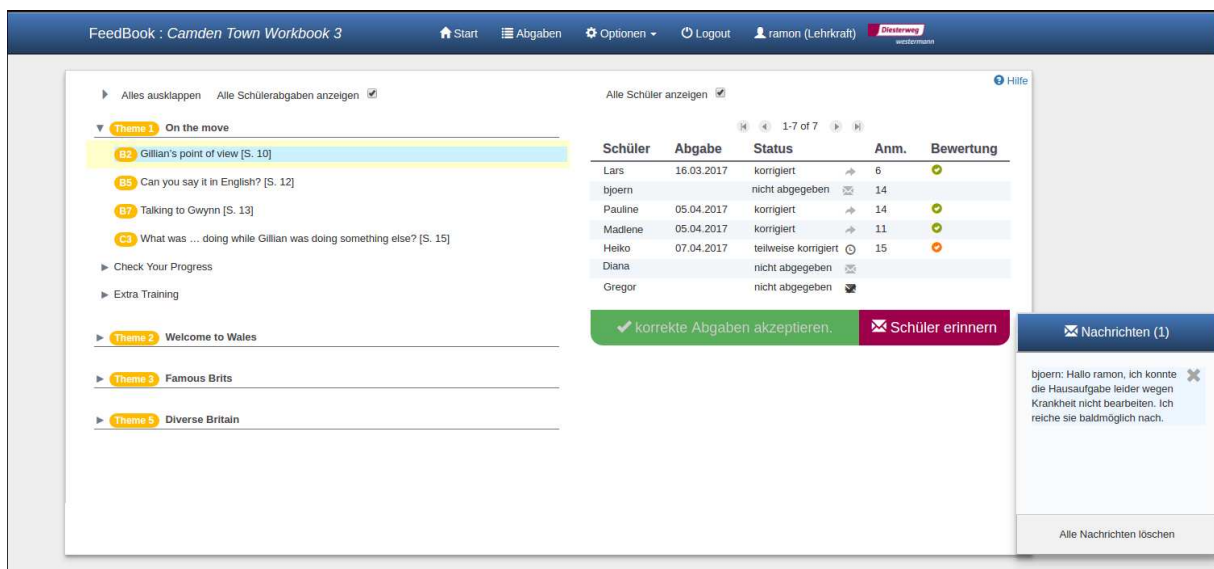 FeedBook : Camden Town Workbook 3
Start
Abgaben
Optionen
Logout
ramon (Lehrkraft)
Diesterweg
westermann
Hilfe
Alles ausklappen
Alle Schülerabgaben anzeigen
Theme 1 On the move
B2 Gillian's point of view [S. 10]
B5 Can you say it in English? [S. 12]
B7 Talking to Gwynn [S. 13]
C3 What was … doing while Gillian was doing something else? [S. 15]
Check Your Progress
Extra Training
Theme 2 Welcome to Wales
Theme 3 Famous Brits
Theme 5 Diverse Britain
Alle Schüler anzeigen
1-7 of 7
Schüler Abgabe Status Anm. Bewertung
Lars 16.03.2017 korrigiert 6
bjoern nicht abgegeben 14
Pauline 05.04.2017 korrigiert 14
Madlene 05.04.2017 korrigiert 11
Heiko 07.04.2017 teilweise korrigiert 15
Diana nicht abgegeben
Gregor nicht abgegeben
korrekte Abgaben akzeptieren.
Schüler erinnern
Nachrichten (1)
bjoern: Hallo ramon, ich konnte
die Hausaufgabe leider wegen
Krankheit nicht bearbeiten. Ich
reiche sie baldmöglich nach.
Alle Nachrichten löschen